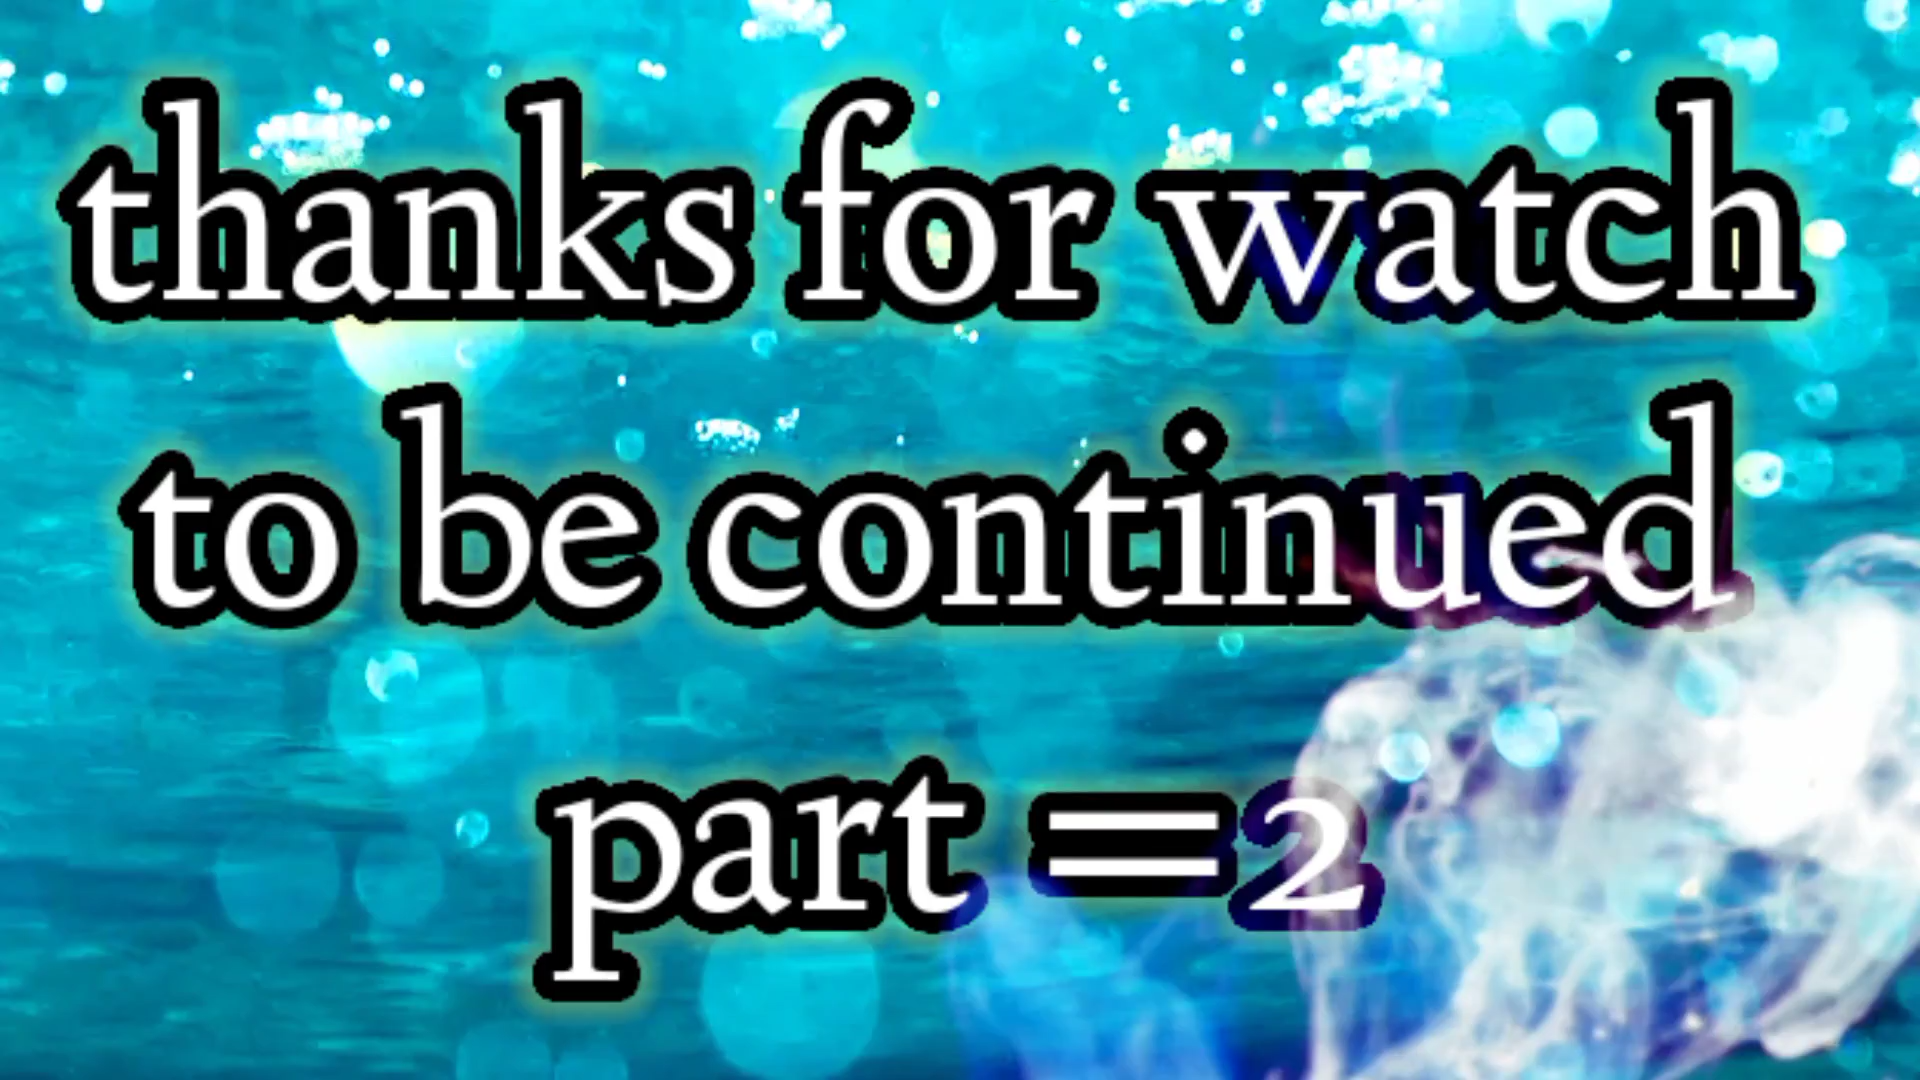 thanks for watch
to be continued
part =2